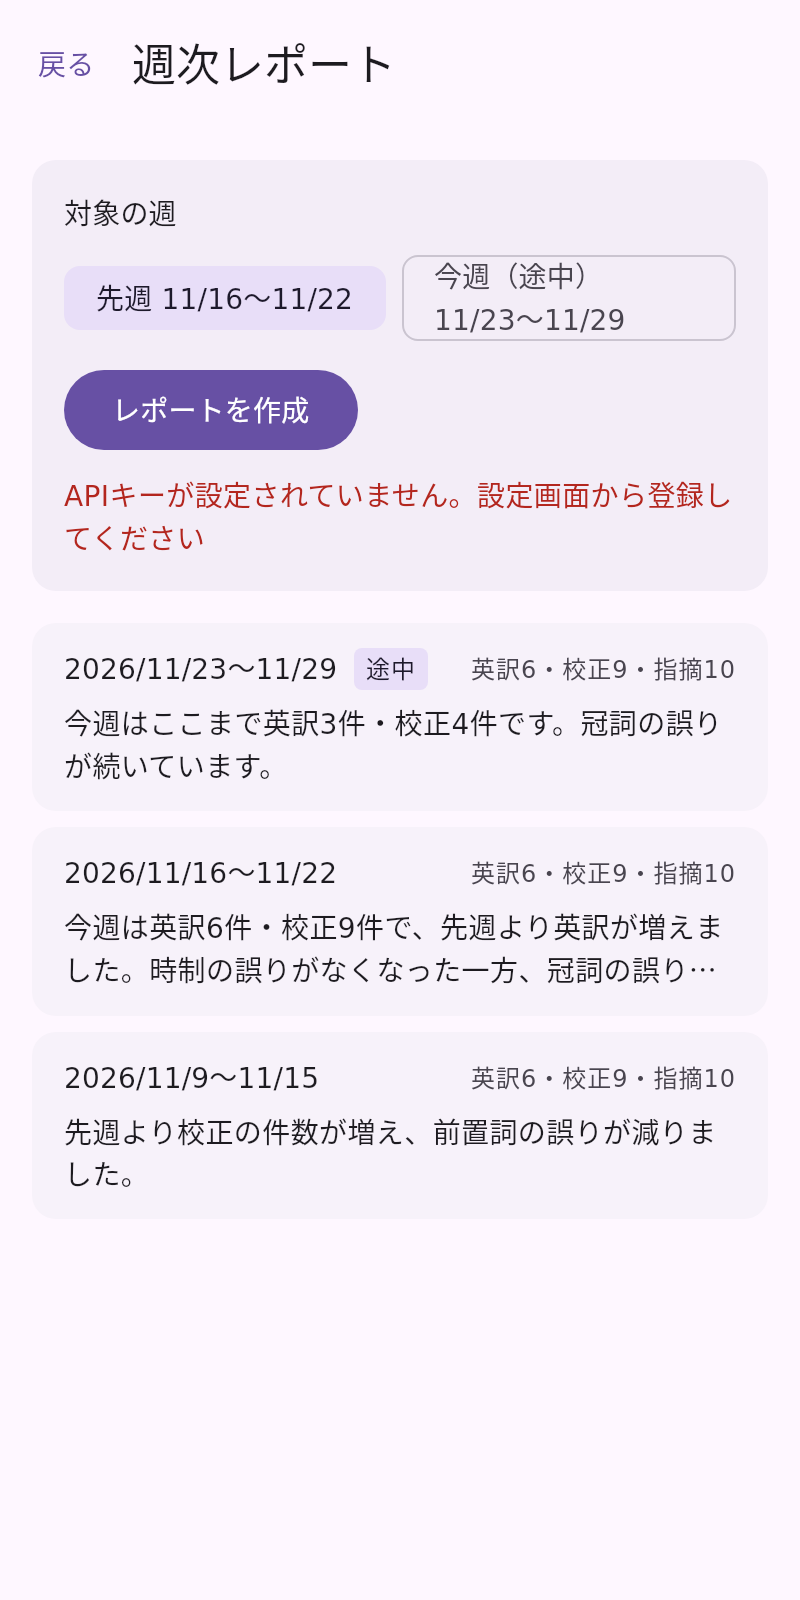 戻る 週次レポート
対象の週
先週 11/16〜11/22
今週（途中）
11/23〜11/29
レポートを作成
APIキーが設定されていません。設定画面から登録し
てください
2026/11/23〜11/29 途中 英訳6・校正9・指摘10
今週はここまで英訳3件・校正4件です。冠詞の誤り
が続いています。
2026/11/16〜11/22 英訳6・校正9・指摘10
今週は英訳6件・校正9件で、先週より英訳が増えま
した。時制の誤りがなくなった一方、冠詞の誤り…
2026/11/9〜11/15 英訳6・校正9・指摘10
先週より校正の件数が増え、前置詞の誤りが減りま
した。